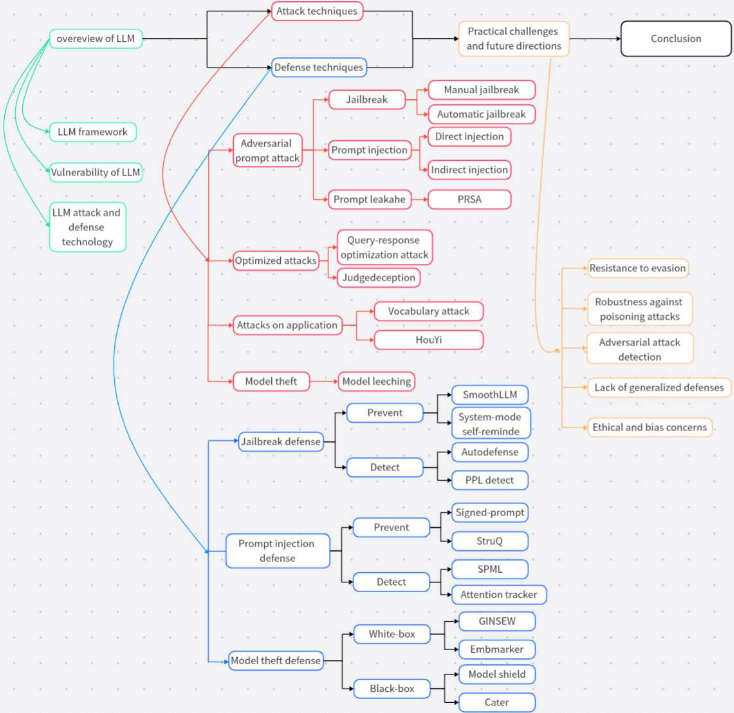 Attack techniques
overeview of LLM
Practical challenges
and future directions
Conclusion
Defense techniques
LLM framework
Vulnerability of LLM
LLM attack and
defense
technology
Adversarial
prompt attack
Jailbreak
Manual jailbreak
Automatic jailbreak
Prompt injection
Direct injection
Indirect injection
Prompt leakahe
PRSA
Optimized attacks
Query-response
optimization attack
Judgedeception
Attacks on application
Vocabulary attack
HouYi
Model theft
Model leeching
Resistance to evasion
Robustness against
poisoning attacks
Adversarial attack
detection
Lack of generalized defenses
Ethical and bias concerns
Jailbreak defense
Prevent
SmoothLLM
System-mode
self-reminde
Detect
Autodefense
PPL detect
Prompt injection
defense
Prevent
Signed-prompt
StruQ
Detect
SPML
Attention tracker
Model theft defense
White-box
GINSEW
Embmarker
Black-box
Model shield
Cater